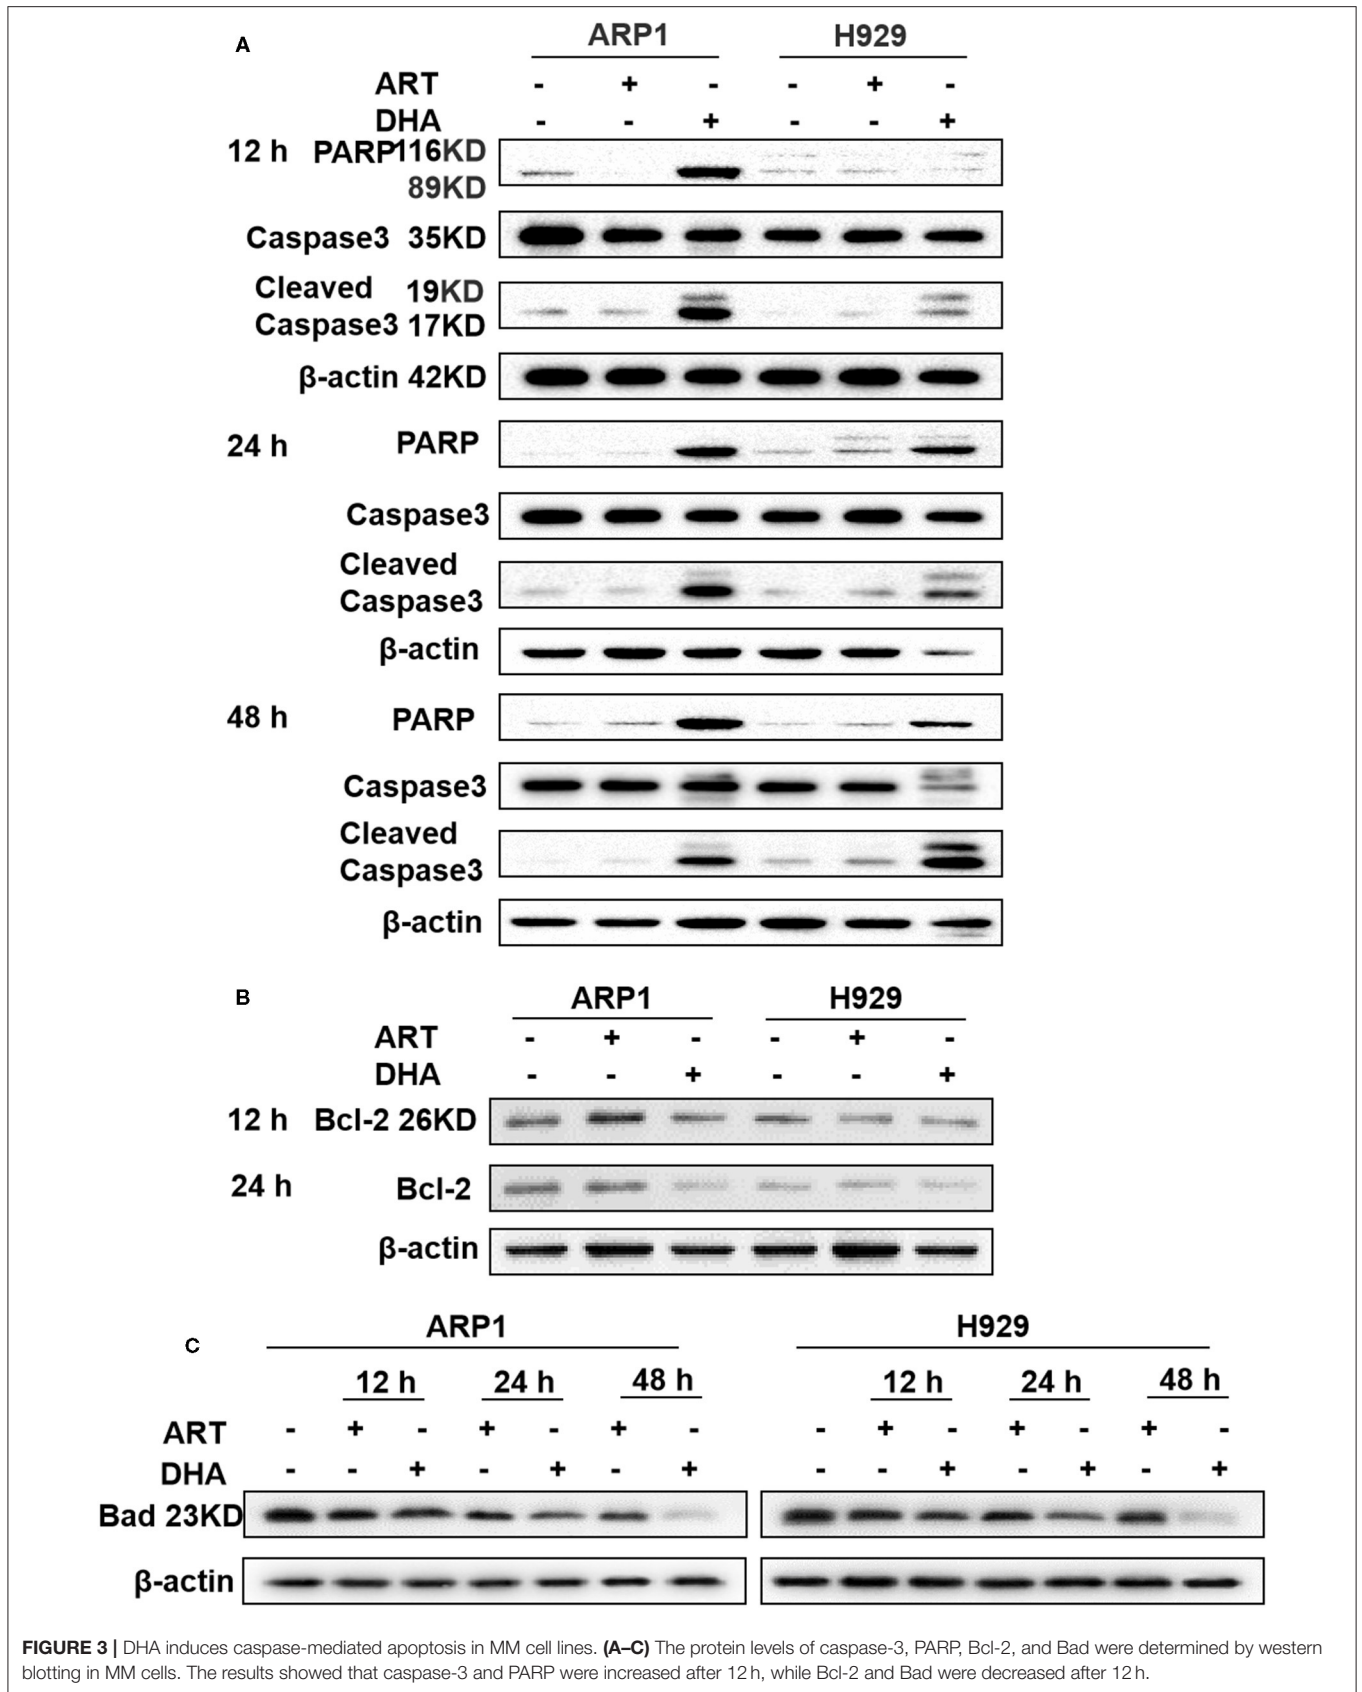 A
ARP1 H929
ART - + - - + -
DHA - - + - - +
12 h PARP116KD
89KD
Caspase3 35KD
Cleaved 19KD
Caspase3 17KD
β-actin 42KD
24 h PARP
Caspase3
Cleaved
Caspase3
β-actin
48 h PARP
Caspase3
Cleaved
Caspase3
β-actin
B
ARP1 H929
ART - + - - + -
DHA - - + - - +
12 h Bcl-2 26KD
24 h Bcl-2
β-actin
C
ARP1 H929
12 h 24 h 48 h 12 h 24 h 48 h
ART - + - + - + - - + - + - + -
DHA - - + - + - + - - + - + - +
Bad 23KD
β-actin
FIGURE 3 | DHA induces caspase-mediated apoptosis in MM cell lines. (A–C) The protein levels of caspase-3, PARP, Bcl-2, and Bad were determined by western
blotting in MM cells. The results showed that caspase-3 and PARP were increased after 12 h, while Bcl-2 and Bad were decreased after 12 h.